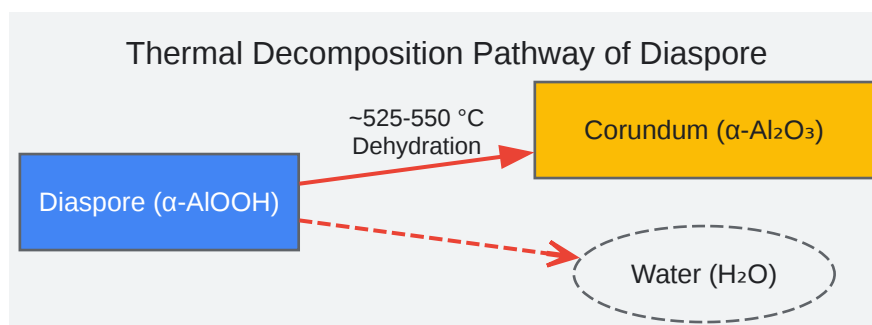 Thermal Decomposition Pathway of Diaspore
~525-550 °C
Dehydration
Corundum (α-Al₂O₃)
Diaspore (α-AlOOH)
Water (H₂O)